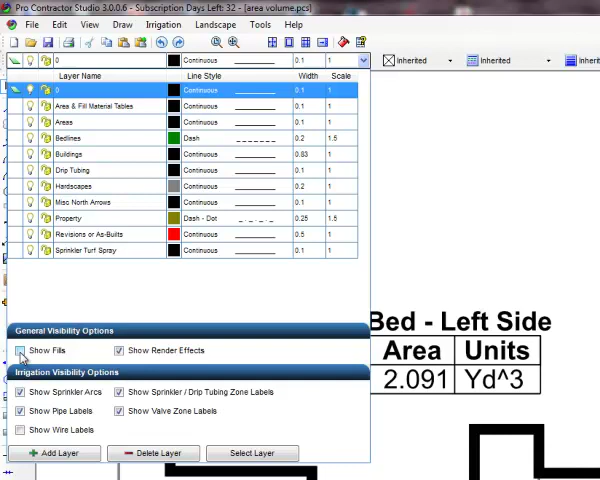 Pro Contractor Studio 3.0.0.6 - Subscription Days Left: 32 - [area volume.pcs]
File Edit View Draw Irrigation Landscape Tools Window Help
0 Continuous 0.1 1 Inherited Inherited Inherited
Layer Name Line Style Width Scale
0 Continuous 0.1 1
Area & Fill Material Tables Continuous 0.1 1
Areas Continuous 0.1 1
Bedlines Dash 0.2 1.5
Buildings Continuous 0.83 1
Drip Tubing Continuous 0.1 1
Hardscapes Continuous 0.2 1
Misc North Arrows Continuous 0.1 1
Property Dash - Dot 0.25 1.5
Revisions or As-Builts Continuous 0.5 1
Sprinkler Turf Spray Continuous 0.1 1
General Visibility Options
Show Fills Show Render Effects
Irrigation Visibility Options
Show Sprinkler Arcs Show Sprinkler / Drip Tubing Zone Labels
Show Pipe Labels Show Valve Zone Labels
Show Wire Labels
Add Layer Delete Layer Select Layer
Bed - Left Side
Area Units
2.091 Yd^3